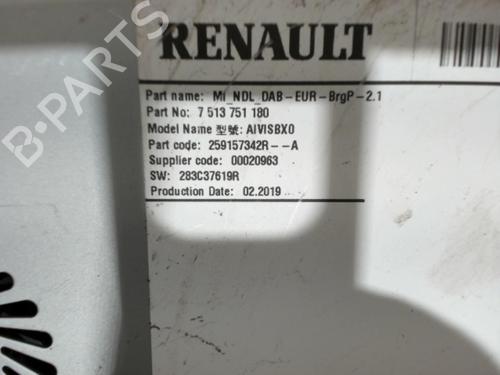 RENAULT
Part name: MI_NDL_DAB-EUR-BrgP-2.1
Part No: 7 513 751 180
Model Name 型號: AIVISBX0
Part code: 259157342R--A
Supplier code: 00020963
SW: 283C37619R
Production Date: 02.2019
B-PARTS